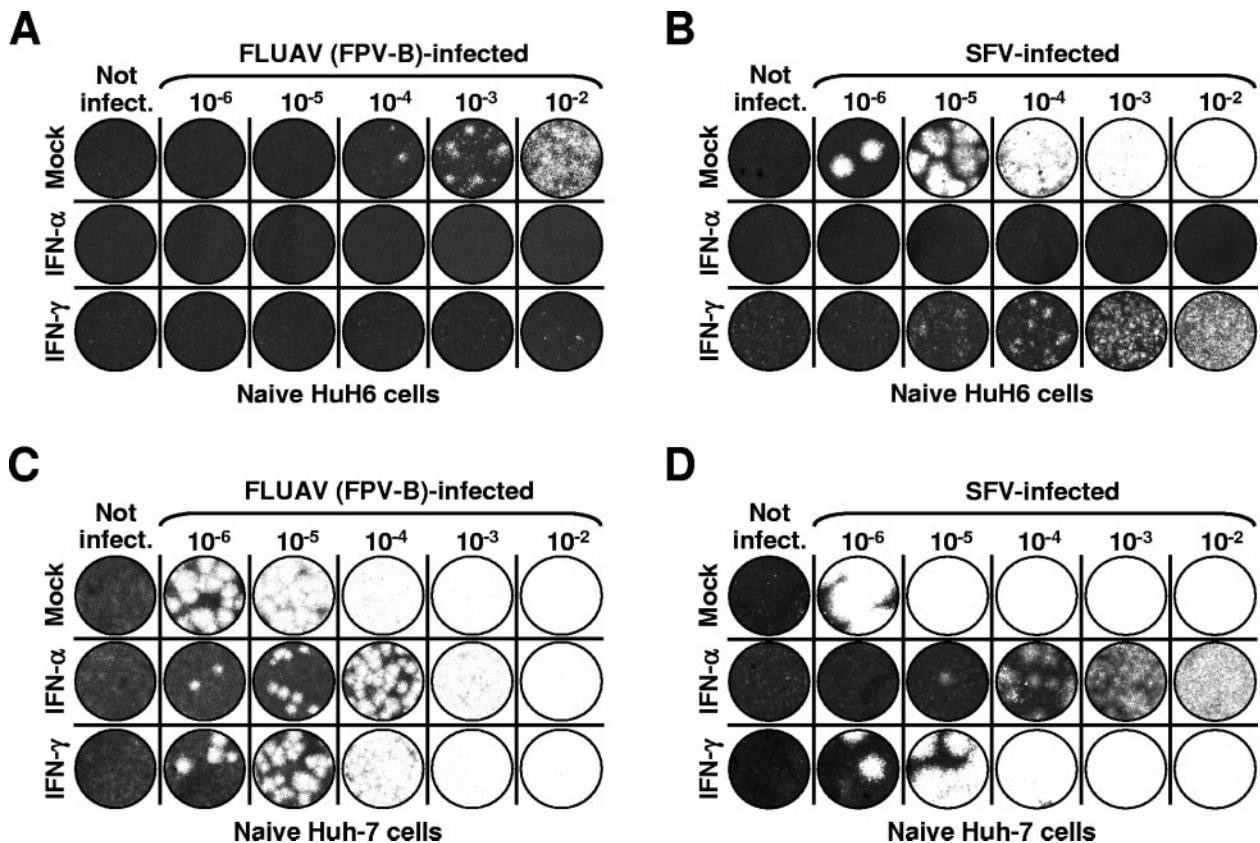 A
FLUAV (FPV-B)-infected
Not infect.
10-6
10-5
10-4
10-3
10-2
Mock
IFN-α
IFN-γ
Naive HuH6 cells
B
SFV-infected
Not infect.
10-6
10-5
10-4
10-3
10-2
Mock
IFN-α
IFN-γ
Naive HuH6 cells
C
FLUAV (FPV-B)-infected
Not infect.
10-6
10-5
10-4
10-3
10-2
Mock
IFN-α
IFN-γ
Naive Huh-7 cells
D
SFV-infected
Not infect.
10-6
10-5
10-4
10-3
10-2
Mock
IFN-α
IFN-γ
Naive Huh-7 cells